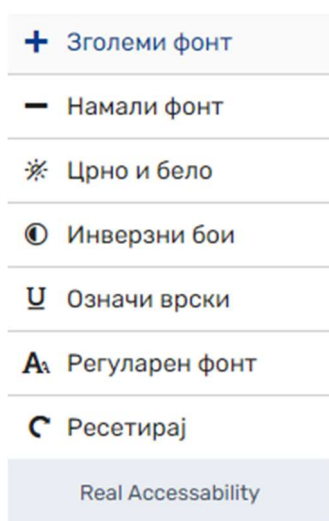 Зголеми фонт
Намали фонт
Црно и бело
Инверзни бои
Означи врски
Регуларен фонт
Ресетирај
Real Accessability